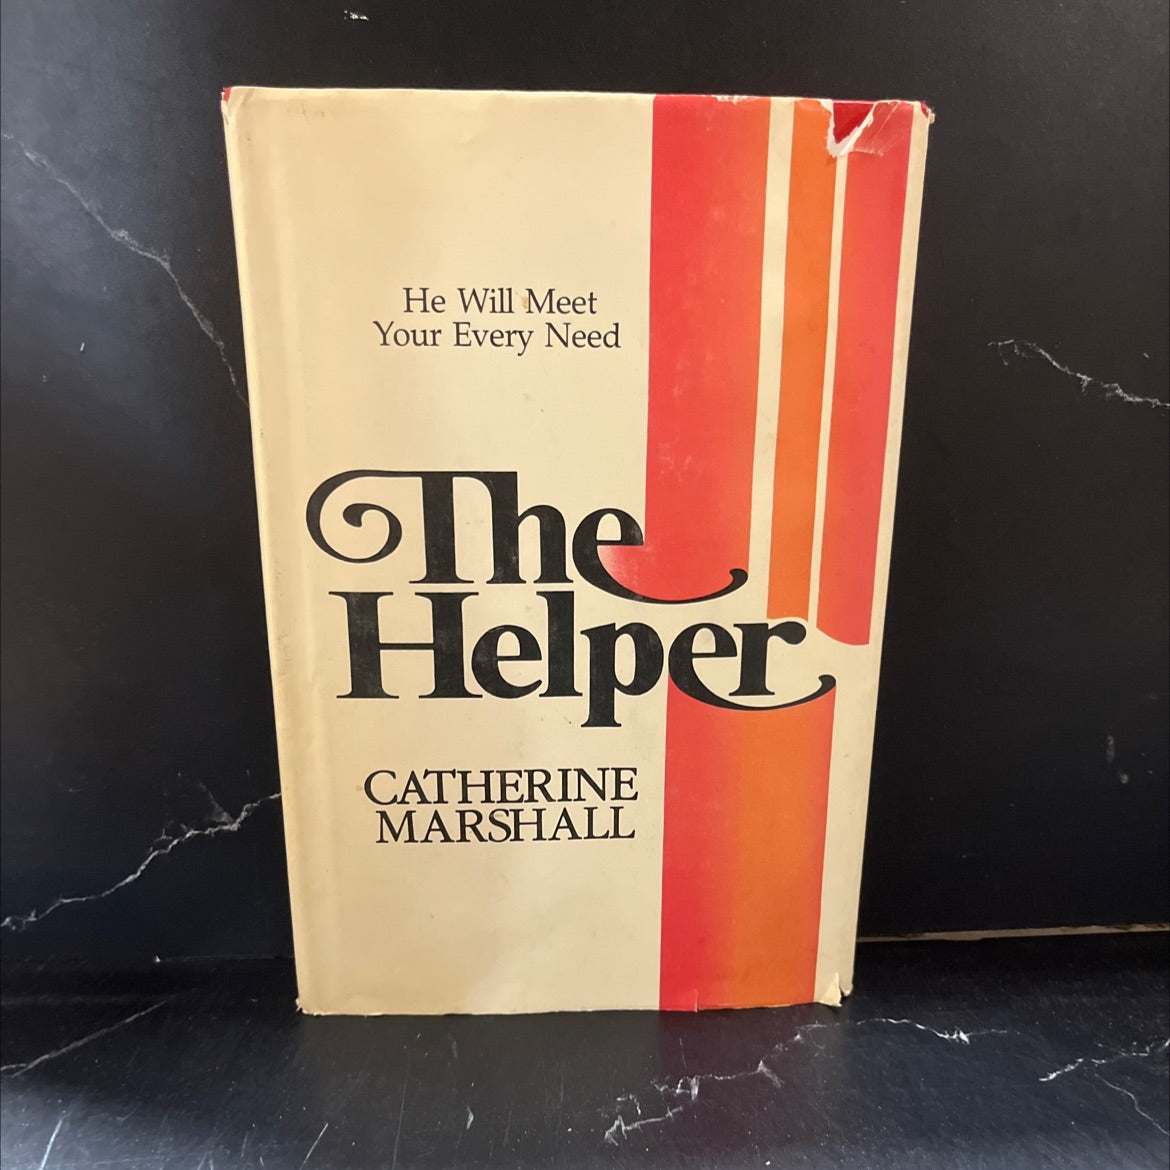 He Will Meet
Your Every Need
The
Helper
CATHERINE
MARSHALL